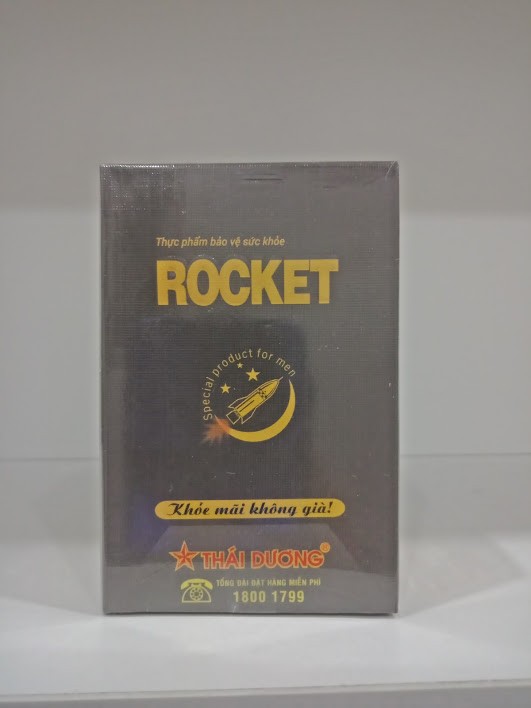 Thực phẩm bảo vệ sức khỏe
ROCKET
Special product for men
Khỏe mãi không già!
THÁI DƯƠNG®
TỔNG ĐÀI ĐẶT HÀNG MIỄN PHÍ
1800 1799